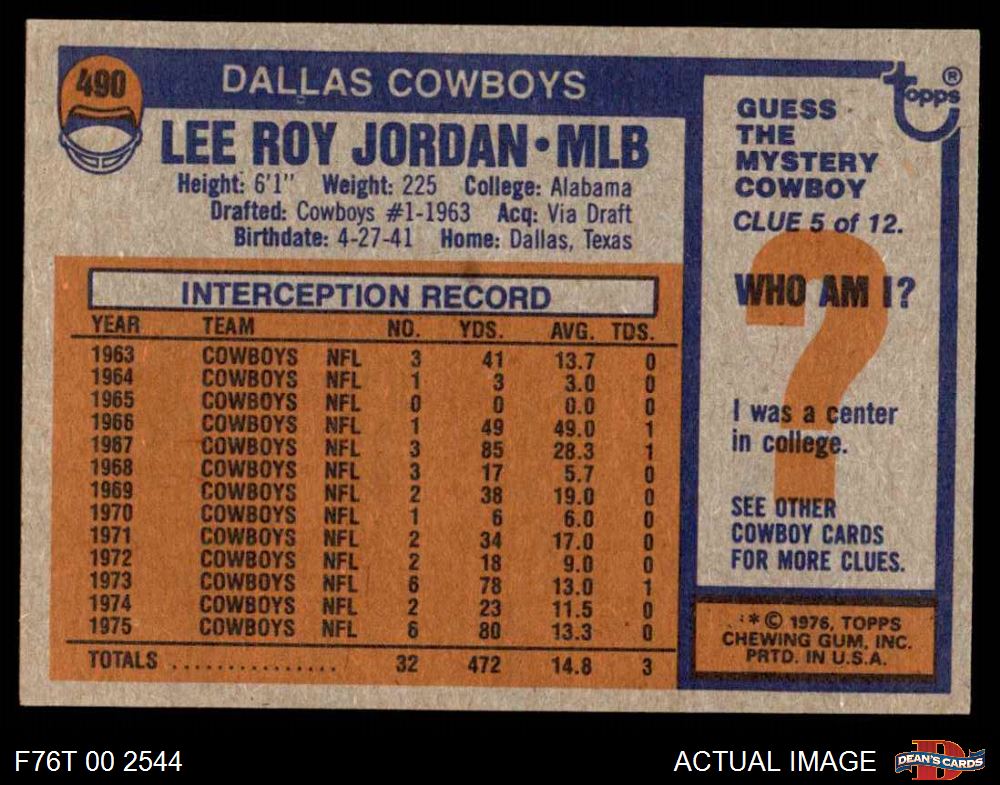 490
DALLAS COWBOYS
LEE ROY JORDAN • MLB
Height: 6'1" Weight: 225 College: Alabama
Drafted: Cowboys #1-1963 Acq: Via Draft
Birthdate: 4-27-41 Home: Dallas, Texas
INTERCEPTION RECORD
YEAR TEAM NO. YDS. AVG. TDS.
1963 COWBOYS NFL 3 41 13.7 0
1964 COWBOYS NFL 1 3 3.0 0
1965 COWBOYS NFL 0 0 0.0 0
1966 COWBOYS NFL 1 49 49.0 1
1967 COWBOYS NFL 3 85 28.3 1
1968 COWBOYS NFL 3 17 5.7 0
1969 COWBOYS NFL 2 38 19.0 0
1970 COWBOYS NFL 1 6 6.0 0
1971 COWBOYS NFL 2 34 17.0 0
1972 COWBOYS NFL 2 18 9.0 0
1973 COWBOYS NFL 6 78 13.0 1
1974 COWBOYS NFL 2 23 11.5 0
1975 COWBOYS NFL 6 80 13.3 0
TOTALS ................ 32 472 14.8 3
topps ®
GUESS
THE
MYSTERY
COWBOY
CLUE 5 of 12.
?
WHO AM I?
I was a center
in college.
SEE OTHER
COWBOY CARDS
FOR MORE CLUES.
* © 1976, TOPPS
CHEWING GUM, INC.
PRTD. IN U.S.A.
F76T 00 2544
ACTUAL IMAGE
D
DEAN'S CARDS